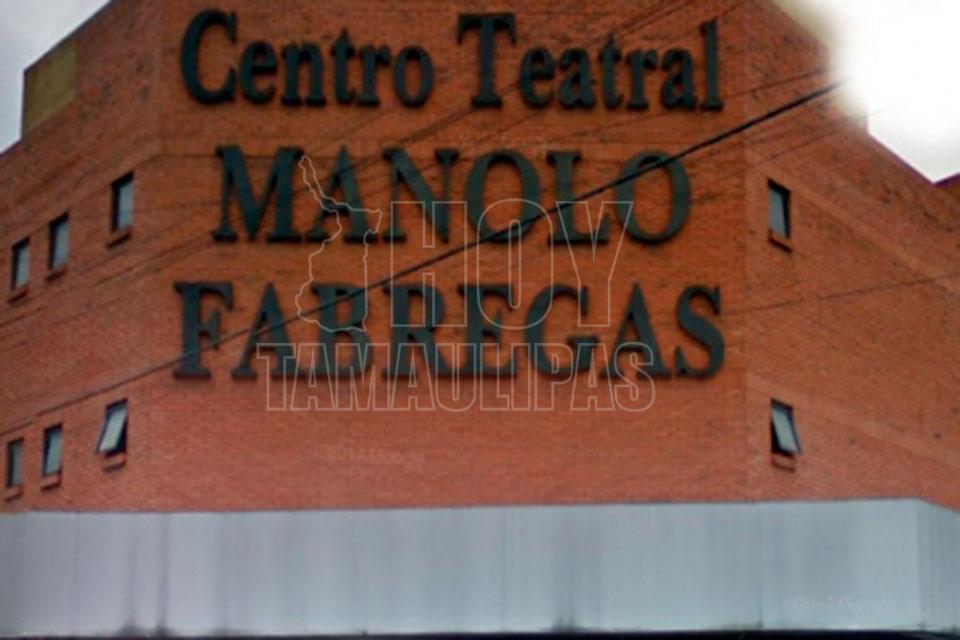 Centro Teatral
MANOLO
HOY
FABREGAS
TAMAULIPAS